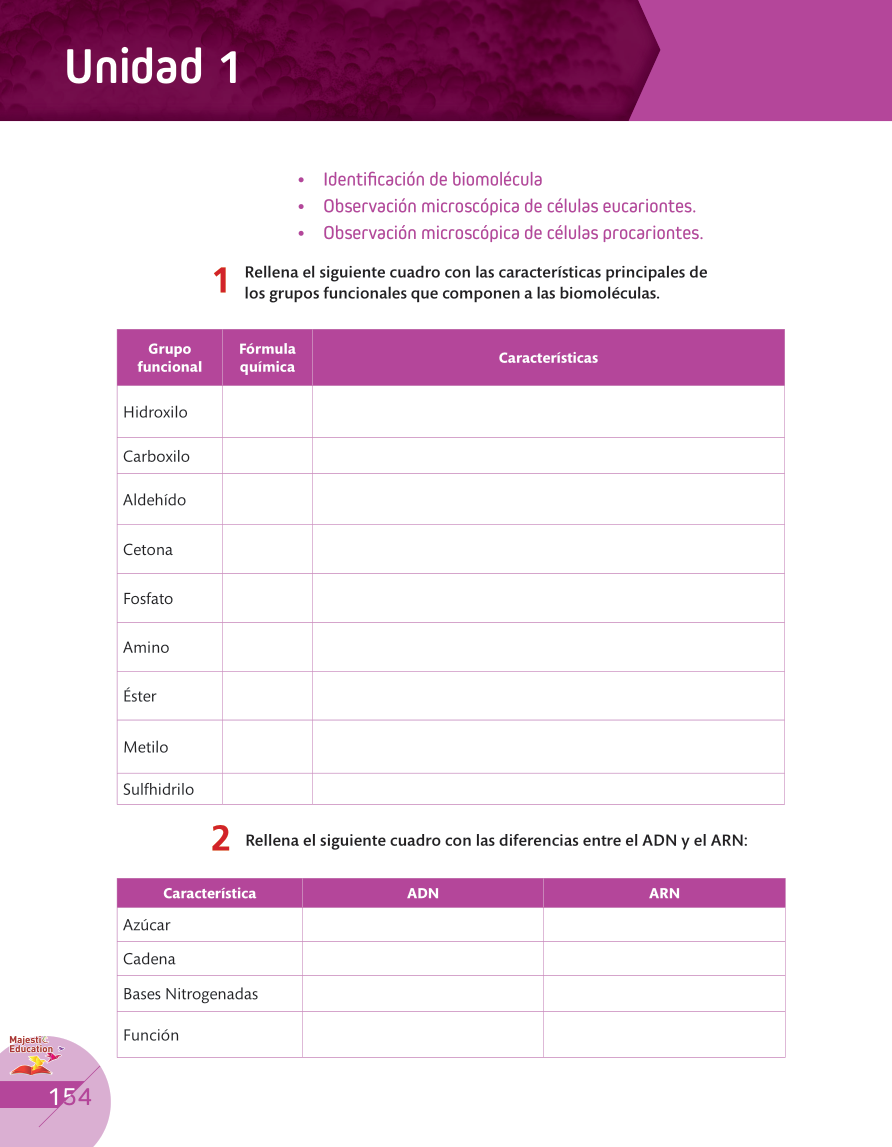 Unidad 1
• Identificación de biomolécula
• Observación microscópica de células eucariontes.
• Observación microscópica de células procariontes.
1 Rellena el siguiente cuadro con las características principales de
los grupos funcionales que componen a las biomoléculas.
Grupo funcional | Fórmula química | Características
Hidroxilo
Carboxilo
Aldehído
Cetona
Fosfato
Amino
Éster
Metilo
Sulfhidrilo
2 Rellena el siguiente cuadro con las diferencias entre el ADN y el ARN:
Característica | ADN | ARN
Azúcar
Cadena
Bases Nitrogenadas
Función
Majestic
Education
154